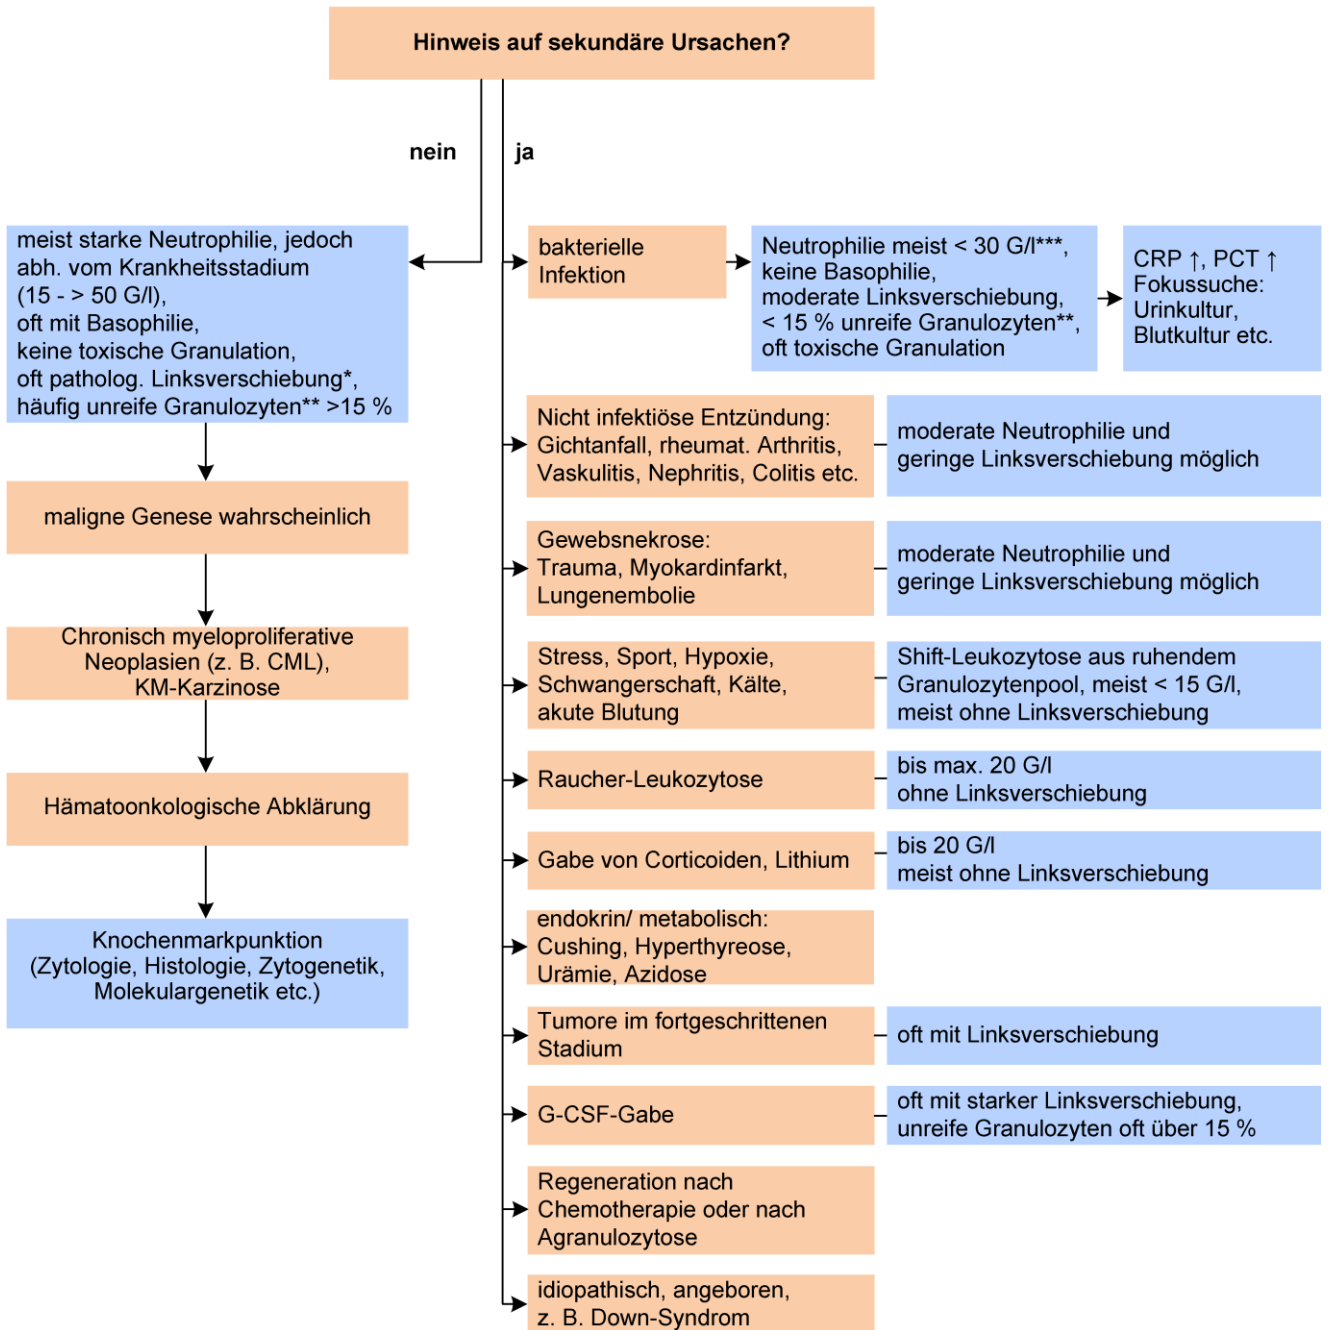 Hinweis auf sekundäre Ursachen?
nein
ja
meist starke Neutrophilie, jedoch
abh. vom Krankheitsstadium
(15 - > 50 G/l),
oft mit Basophilie,
keine toxische Granulation,
oft patholog. Linksverschiebung*,
häufig unreife Granulozyten** >15 %
maligne Genese wahrscheinlich
Chronisch myeloproliferative
Neoplasien (z. B. CML),
KM-Karzinose
Hämatoonkologische Abklärung
Knochenmarkpunktion
(Zytologie, Histologie, Zytogenetik,
Molekulargenetik etc.)
bakterielle
Infektion
Neutrophilie meist < 30 G/l***,
keine Basophilie,
moderate Linksverschiebung,
< 15 % unreife Granulozyten**,
oft toxische Granulation
CRP ↑, PCT ↑
Fokussuche:
Urinkultur,
Blutkultur etc.
Nicht infektiöse Entzündung:
Gichtanfall, rheumat. Arthritis,
Vaskulitis, Nephritis, Colitis etc.
moderate Neutrophilie und
geringe Linksverschiebung möglich
Gewebsnekrose:
Trauma, Myokardinfarkt,
Lungenembolie
moderate Neutrophilie und
geringe Linksverschiebung möglich
Stress, Sport, Hypoxie,
Schwangerschaft, Kälte,
akute Blutung
Shift-Leukozytose aus ruhendem
Granulozytenpool, meist < 15 G/l,
meist ohne Linksverschiebung
Raucher-Leukozytose
bis max. 20 G/l
ohne Linksverschiebung
Gabe von Corticoiden, Lithium
bis 20 G/l
meist ohne Linksverschiebung
endokrin/ metabolisch:
Cushing, Hyperthyreose,
Urämie, Azidose
Tumore im fortgeschrittenen
Stadium
oft mit Linksverschiebung
G-CSF-Gabe
oft mit starker Linksverschiebung,
unreife Granulozyten oft über 15 %
Regeneration nach
Chemotherapie oder nach
Agranulozytose
idiopathisch, angeboren,
z. B. Down-Syndrom